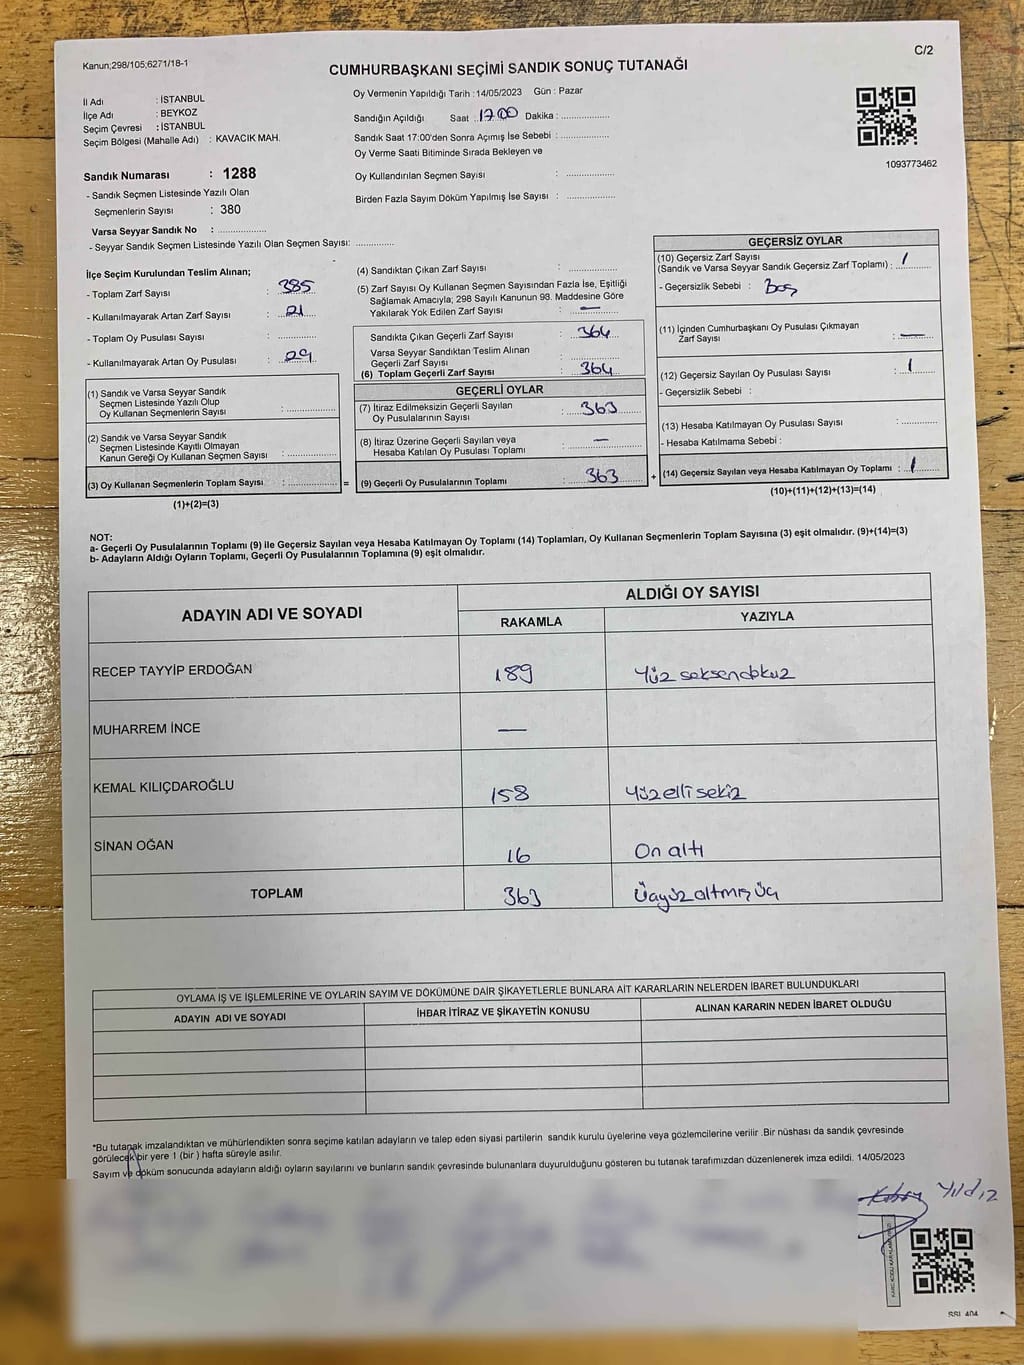 Kanun;298/105;6271/18-1
C/2
CUMHURBAŞKANI SEÇİMİ SANDIK SONUÇ TUTANAĞI
İl Adı : İSTANBUL
İlçe Adı : BEYKOZ
Seçim Çevresi : İSTANBUL
Seçim Bölgesi (Mahalle Adı) : KAVACIK MAH.
Sandık Numarası : 1288
- Sandık Seçmen Listesinde Yazılı Olan
Seçmenlerin Sayısı : 380
Varsa Seyyar Sandık No : ..................
- Seyyar Sandık Seçmen Listesinde Yazılı Olan Seçmen Sayısı: ..............
Oy Vermenin Yapıldığı Tarih : 14/05/2023 Gün : Pazar
Sandığın Açıldığı Saat : 17.00 Dakika : ..................
Sandık Saat 17:00'den Sonra Açımış İse Sebebi : ..................
Oy Verme Saati Bitiminde Sırada Bekleyen ve
Oy Kullandırılan Seçmen Sayısı : ..................
Birden Fazla Sayım Döküm Yapılmış İse Sayısı : ..................
1093773462
İlçe Seçim Kurulundan Teslim Alınan;
- Toplam Zarf Sayısı : 385
- Kullanılmayarak Artan Zarf Sayısı : 21
- Toplam Oy Pusulası Sayısı : ..............
- Kullanılmayarak Artan Oy Pusulası : 29
(1) Sandık ve Varsa Seyyar Sandık
Seçmen Listesinde Yazılı Olup
Oy Kullanan Seçmenlerin Sayısı : ..................
(2) Sandık ve Varsa Seyyar Sandık
Seçmen Listesinde Kayıtlı Olmayan
Kanun Gereği Oy Kullanan Seçmen Sayısı : ..................
(3) Oy Kullanan Seçmenlerin Toplam Sayısı : .................. =
(1)+(2)=(3)
(4) Sandıktan Çıkan Zarf Sayısı : ..................
(5) Zarf Sayısı Oy Kullanan Seçmen Sayısından Fazla İse, Eşitliği
Sağlamak Amacıyla; 298 Sayılı Kanunun 98. Maddesine Göre
Yakılarak Yok Edilen Zarf Sayısı : —
Sandıkta Çıkan Geçerli Zarf Sayısı : 364
Varsa Seyyar Sandıktan Teslim Alınan
Geçerli Zarf Sayısı : ..................
(6) Toplam Geçerli Zarf Sayısı : 364
GEÇERLİ OYLAR
(7) İtiraz Edilmeksizin Geçerli Sayılan
Oy Pusulalarının Sayısı : 363
(8) İtiraz Üzerine Geçerli Sayılan veya
Hesaba Katılan Oy Pusulası Toplamı : —
(9) Geçerli Oy Pusulalarının Toplamı : 363 +
GEÇERSİZ OYLAR
(10) Geçersiz Zarf Sayısı
(Sandık ve Varsa Seyyar Sandık Geçersiz Zarf Toplamı) : 1
- Geçersizlik Sebebi : Boş
(11) İçinden Cumhurbaşkanı Oy Pusulası Çıkmayan
Zarf Sayısı : —
(12) Geçersiz Sayılan Oy Pusulası Sayısı : 1
- Geçersizlik Sebebi :
(13) Hesaba Katılmayan Oy Pusulası Sayısı : ..............
- Hesaba Katılmama Sebebi :
(14) Geçersiz Sayılan veya Hesaba Katılmayan Oy Toplamı : 1
(10)+(11)+(12)+(13)=(14)
NOT:
a- Geçerli Oy Pusulalarının Toplamı (9) ile Geçersiz Sayılan veya Hesaba Katılmayan Oy Toplamı (14) Toplamları, Oy Kullanan Seçmenlerin Toplam Sayısına (3) eşit olmalıdır. (9)+(14)=(3)
b- Adayların Aldığı Oyların Toplamı, Geçerli Oy Pusulalarının Toplamına (9) eşit olmalıdır.
ADAYIN ADI VE SOYADI
ALDIĞI OY SAYISI
RAKAMLA YAZIYLA
RECEP TAYYİP ERDOĞAN 189 Yüz seksendokuz
MUHARREM İNCE —
KEMAL KILIÇDAROĞLU 158 Yüzellisekiz
SİNAN OĞAN 16 On altı
TOPLAM 363 Üçyüzaltmış üç
OYLAMA İŞ VE İŞLEMLERİNE VE OYLARIN SAYIM VE DÖKÜMÜNE DAİR ŞİKAYETLERLE BUNLARA AİT KARARLARIN NELERDEN İBARET BULUNDUKLARI
ADAYIN ADI VE SOYADI İHBAR İTİRAZ VE ŞİKAYETİN KONUSU ALINAN KARARIN NEDEN İBARET OLDUĞU
*Bu tutanak imzalandıktan ve mühürlendikten sonra seçime katılan adayların ve talep eden siyasi partilerin sandık kurulu üyelerine veya gözlemcilerine verilir .Bir nüshası da sandık çevresinde
görülecek bir yere 1 (bir ) hafta süreyle asılır.
Sayım ve döküm sonucunda adayların aldığı oyların sayılarını ve bunların sandık çevresinde bulunanlara duyurulduğunu gösteren bu tutanak tarafımızdan düzenlenerek imza edildi. 14/05/2023
Yıldız